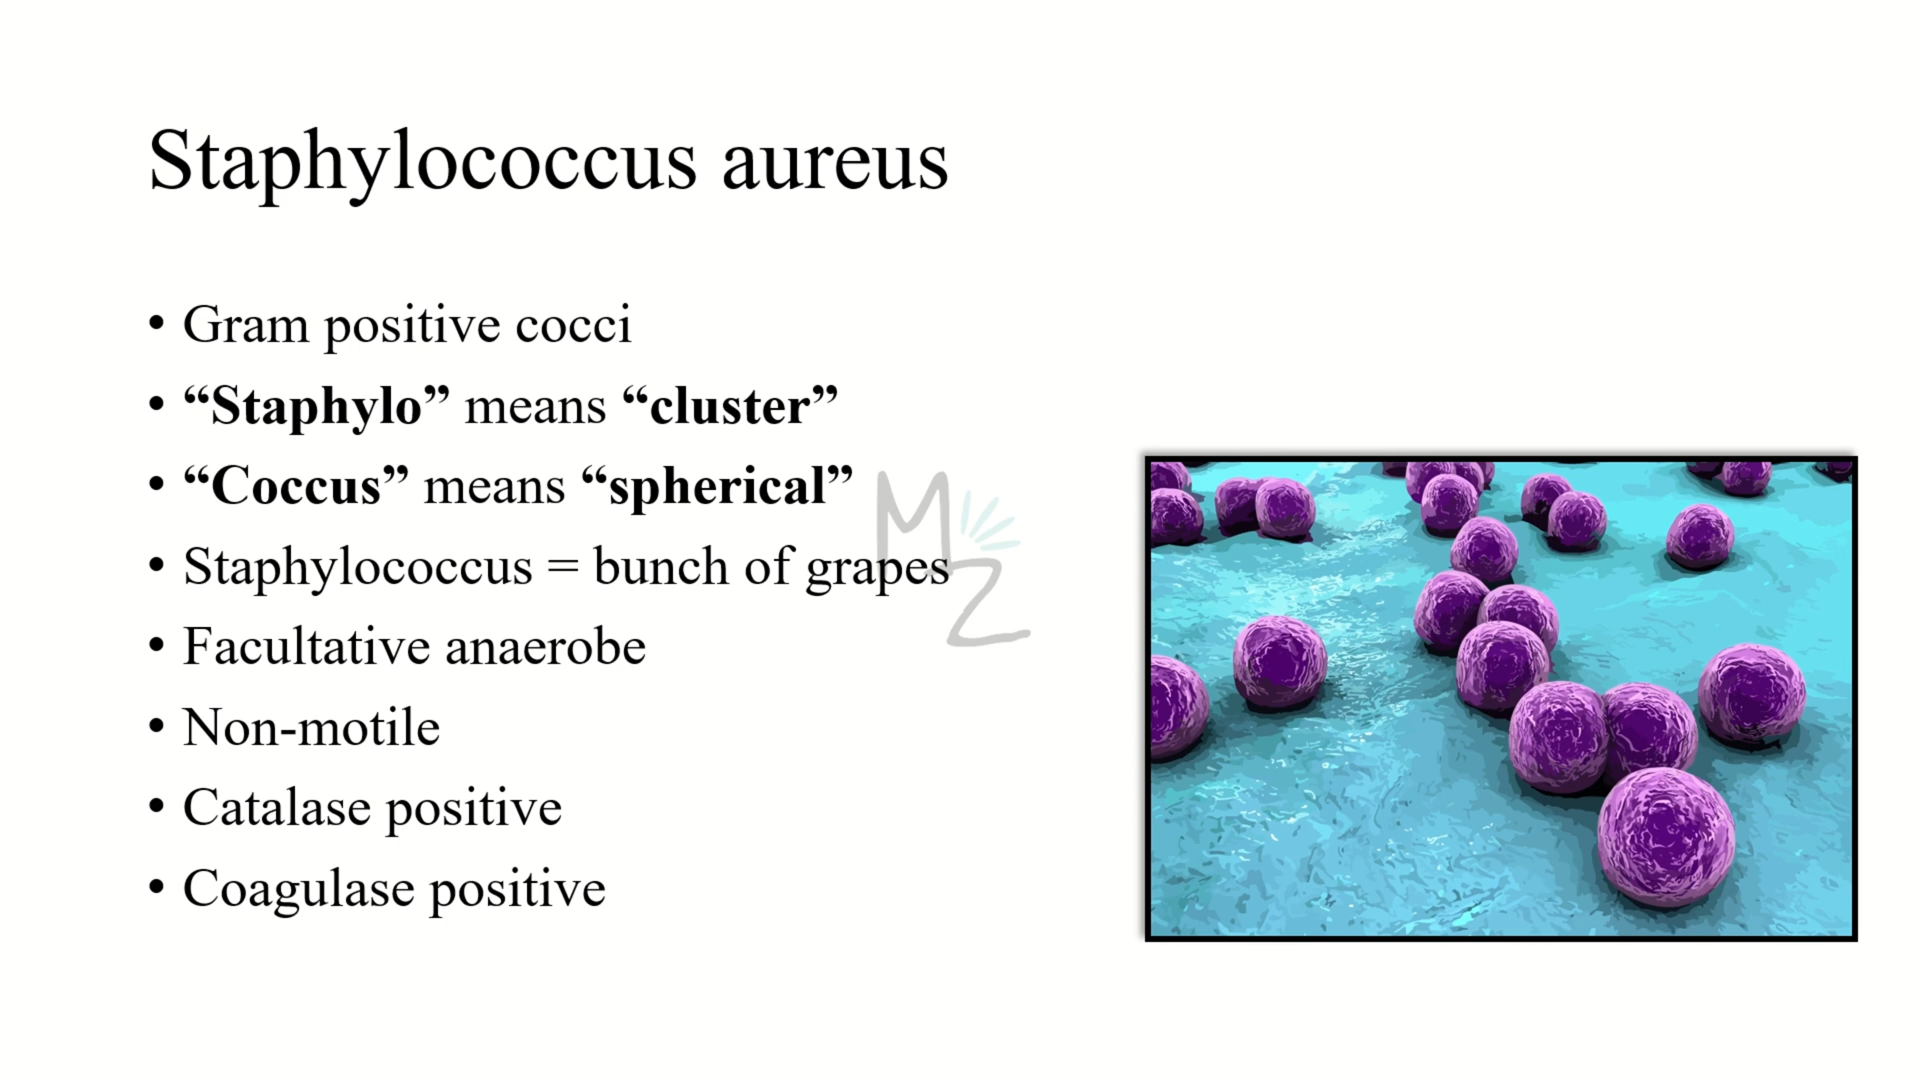 Staphylococcus aureus
• Gram positive cocci
• “Staphylo” means “cluster”
• “Coccus” means “spherical”
• Staphylococcus = bunch of grapes
• Facultative anaerobe
• Non-motile
• Catalase positive
• Coagulase positive
MZ